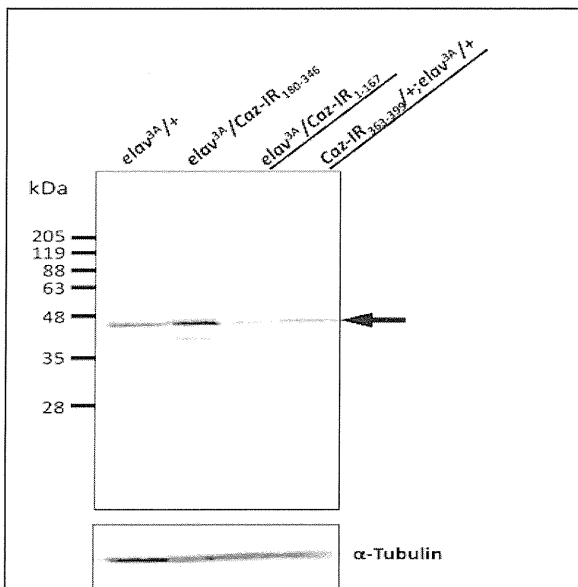 elav³ᴬ/+
elav³ᴬ/Caz-IR₁₈₀₋₃₄₆
elav³ᴬ/Caz-IR₁₋₁₆₇
Caz-IR₃₆₃₋₃₉₉/+;elav³ᴬ/+
kDa
205
119
88
63
48
35
28
α-Tubulin